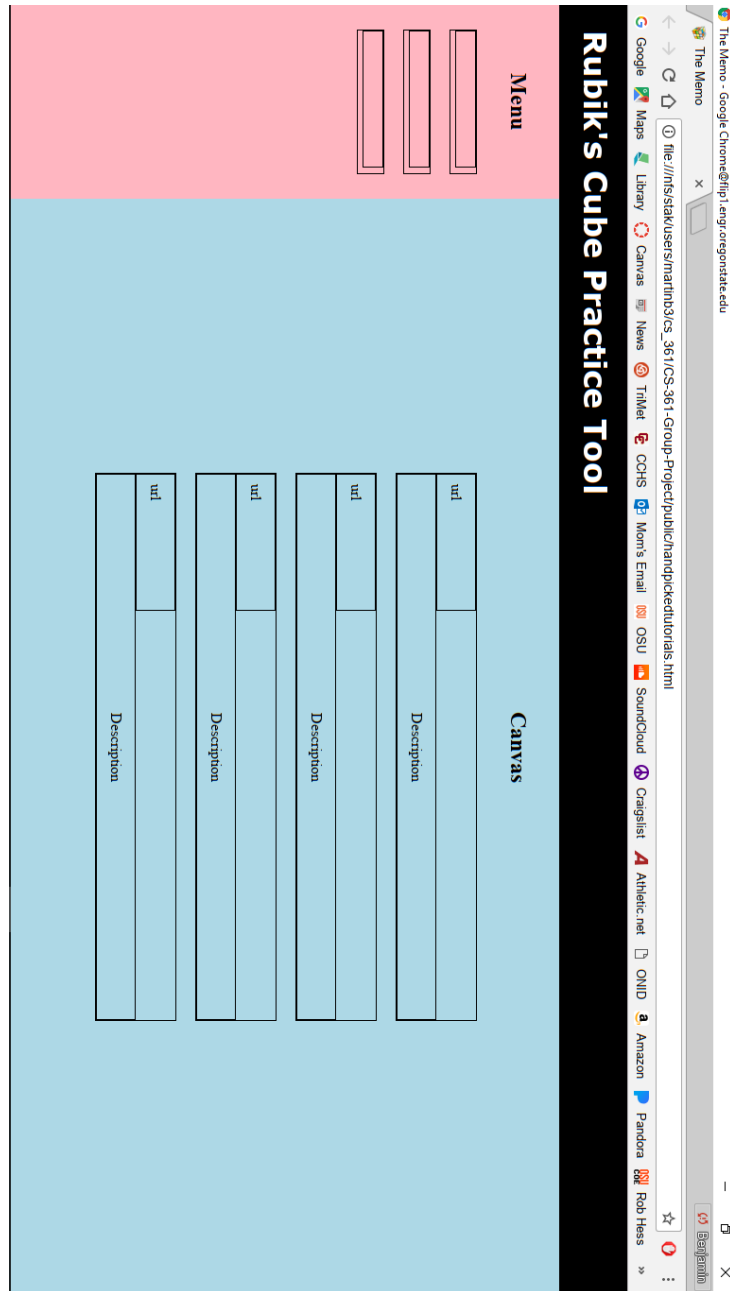 The Memo - Google Chrome@flip1.engr.oregonstate.edu
The Memo
Benjamin
file:///nfs/stak/users/martinb3/cs_361/CS-361-Group-Project/public/handpickedtutorials.html
Google Maps Library Canvas News TriMet CCHS Mom's Email OSU SoundCloud Craigslist Athletic.net ONID Amazon Pandora Rob Hess »
Rubik's Cube Practice Tool
Menu
Canvas
url
Description
url
Description
url
Description
url
Description